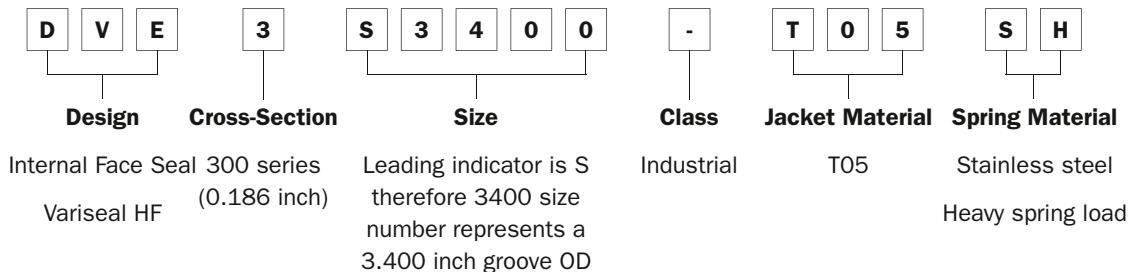 D V E 3 S 3 4 0 0 - T 0 5 S H
Design Cross-Section Size Class Jacket Material Spring Material
Internal Face Seal
Variseal HF
300 series
(0.186 inch)
Leading indicator is S
therefore 3400 size
number represents a
3.400 inch groove OD
Industrial
T05
Stainless steel
Heavy spring load